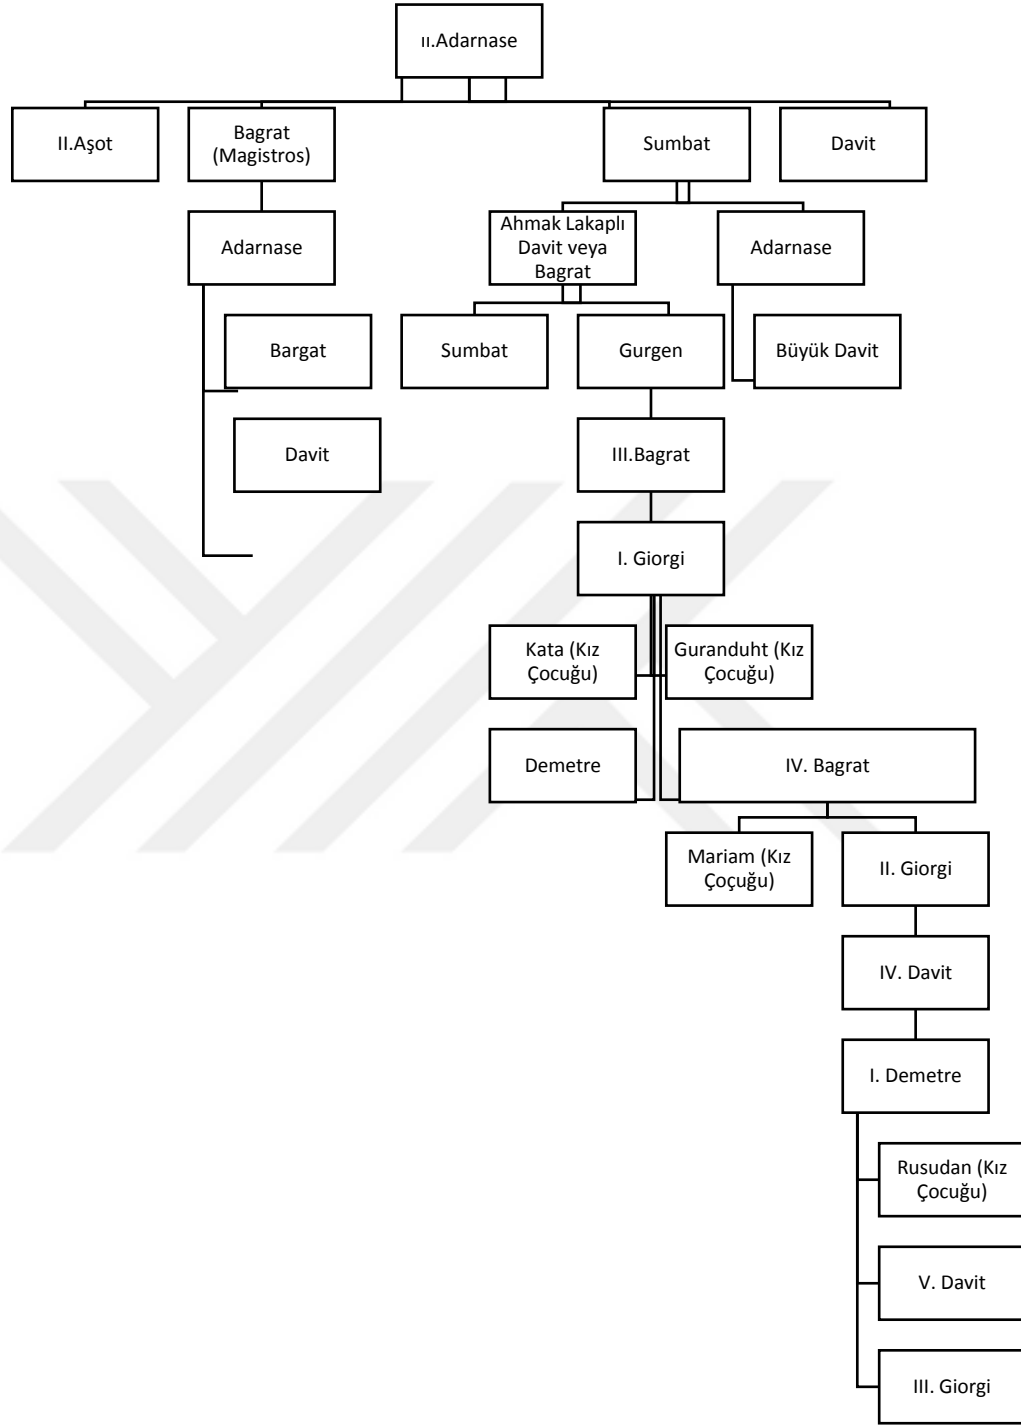 II.Adarnase
II.Aşot
Bagrat
(Magistros)
Sumbat
Davit
Adarnase
Ahmak Lakaplı
Davit veya
Bagrat
Adarnase
Bargat
Sumbat
Gurgen
Büyük Davit
Davit
III.Bagrat
I. Giorgi
Kata (Kız
Çocuğu)
Guranduht (Kız
Çocuğu)
Demetre
IV. Bagrat
Mariam (Kız
Çoçuğu)
II. Giorgi
IV. Davit
I. Demetre
Rusudan (Kız
Çocuğu)
V. Davit
III. Giorgi